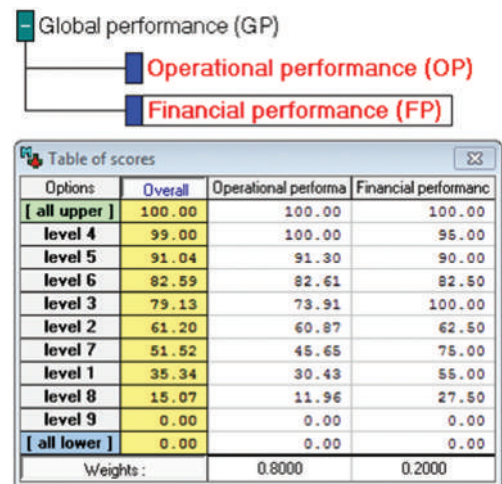 Global performance (GP)
Operational performance (OP)
Financial performance (FP)
Table of scores
Options Overall Operational performa Financial performanc
[ all upper ] 100.00 100.00 100.00
level 4 99.00 100.00 95.00
level 5 91.04 91.30 90.00
level 6 82.59 82.61 82.50
level 3 79.13 73.91 100.00
level 2 61.20 60.87 62.50
level 7 51.52 45.65 75.00
level 1 35.34 30.43 55.00
level 8 15.07 11.96 27.50
level 9 0.00 0.00 0.00
[ all lower ] 0.00 0.00 0.00
Weights : 0.8000 0.2000